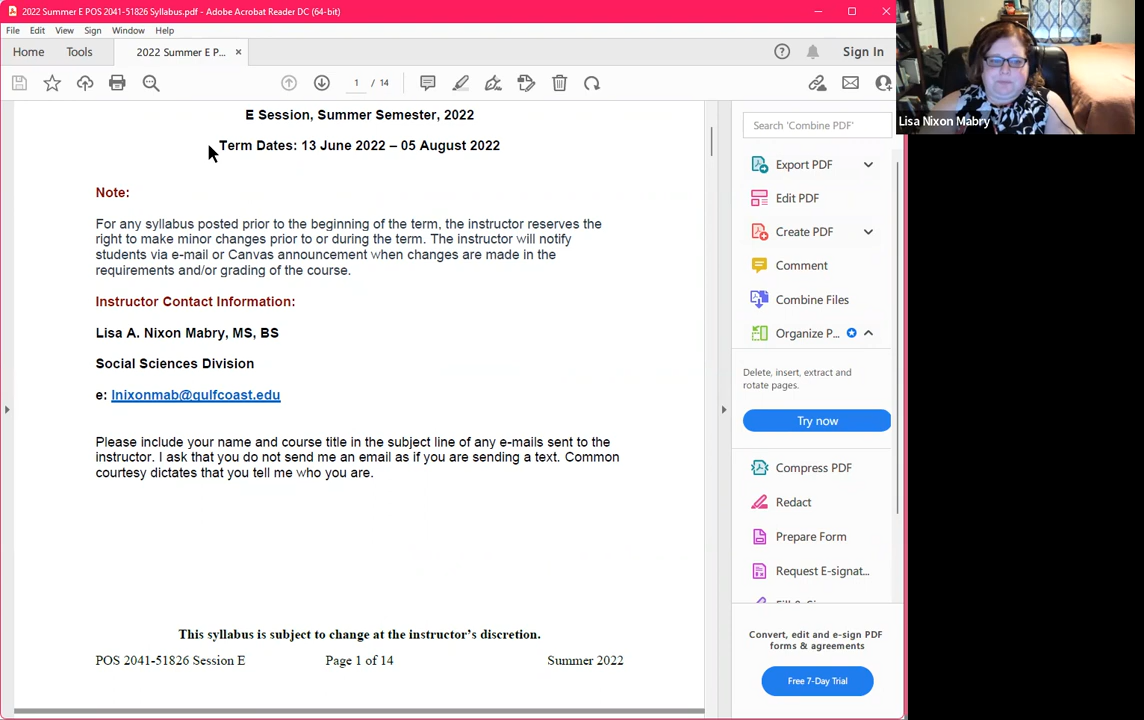 2022 Summer E POS 2041-51826 Syllabus.pdf - Adobe Acrobat Reader DC (64-bit)
File Edit View Sign Window Help
Home Tools 2022 Summer E P... × Sign In
1 / 14
E Session, Summer Semester, 2022
Term Dates: 13 June 2022 – 05 August 2022
Note:
For any syllabus posted prior to the beginning of the term, the instructor reserves the
right to make minor changes prior to or during the term. The instructor will notify
students via e-mail or Canvas announcement when changes are made in the
requirements and/or grading of the course.
Instructor Contact Information:
Lisa A. Nixon Mabry, MS, BS
Social Sciences Division
e: lnixonmab@gulfcoast.edu
Please include your name and course title in the subject line of any e-mails sent to the
instructor. I ask that you do not send me an email as if you are sending a text. Common
courtesy dictates that you tell me who you are.
This syllabus is subject to change at the instructor's discretion.
POS 2041-51826 Session E Page 1 of 14 Summer 2022
Search 'Combine PDF'
Export PDF
Edit PDF
Create PDF
Comment
Combine Files
Organize P...
Delete, insert, extract and
rotate pages.
Try now
Compress PDF
Redact
Prepare Form
Request E-signat...
Convert, edit and e-sign PDF
forms & agreements
Free 7-Day Trial
Lisa Nixon Mabry